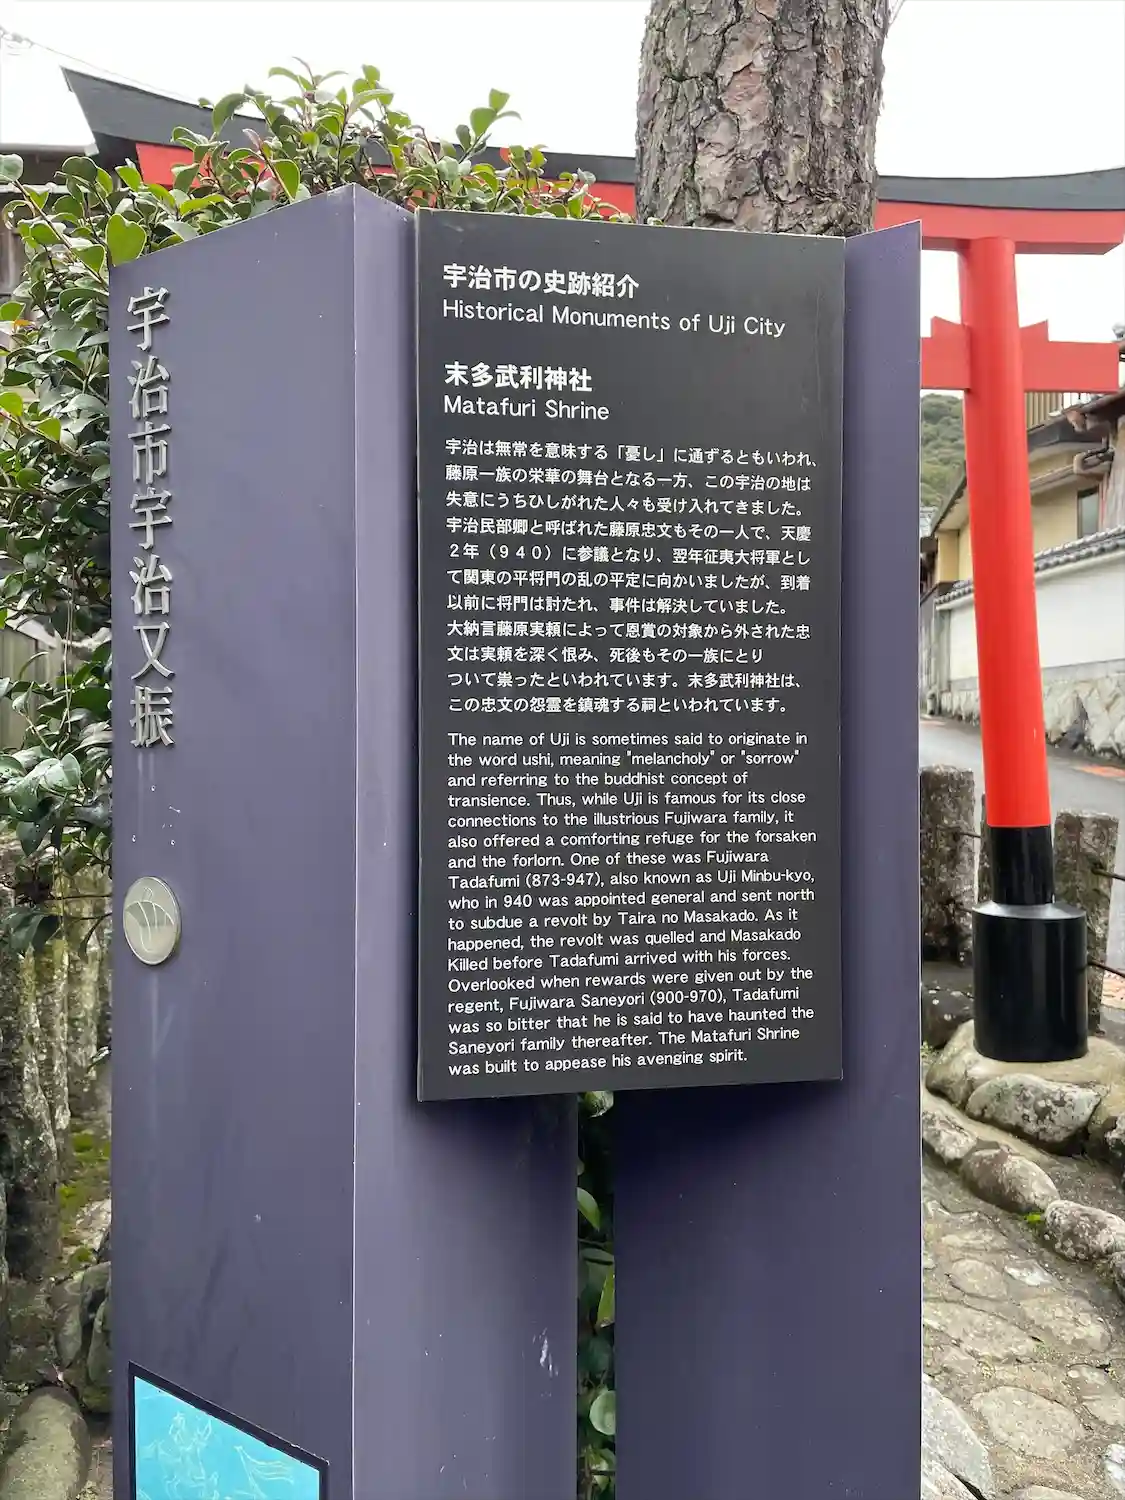 宇治市宇治又振
宇治市の史跡紹介
Historical Monuments of Uji City
末多武利神社
Matafuri Shrine
宇治は無常を意味する「憂し」に通ずるともいわれ、
藤原一族の栄華の舞台となる一方、この宇治の地は
失意にうちひしがれた人々も受け入れてきました。
宇治民部卿と呼ばれた藤原忠文もその一人で、天慶
２年（９４０）に参議となり、翌年征夷大将軍とし
て関東の平将門の乱の平定に向かいましたが、到着
以前に将門は討たれ、事件は解決していました。
大納言藤原実頼によって恩賞の対象から外された忠
文は実頼を深く恨み、死後もその一族にとり
ついて祟ったといわれています。末多武利神社は、
この忠文の怨霊を鎮魂する祠といわれています。
The name of Uji is sometimes said to originate in
the word ushi, meaning "melancholy" or "sorrow"
and referring to the buddhist concept of
transience. Thus, while Uji is famous for its close
connections to the illustrious Fujiwara family, it
also offered a comforting refuge for the forsaken
and the forlorn. One of these was Fujiwara
Tadafumi (873-947), also known as Uji Minbu-kyo,
who in 940 was appointed general and sent north
to subdue a revolt by Taira no Masakado. As it
happened, the revolt was quelled and Masakado
Killed before Tadafumi arrived with his forces.
Overlooked when rewards were given out by the
regent, Fujiwara Saneyori (900-970), Tadafumi
was so bitter that he is said to have haunted the
Saneyori family thereafter. The Matafuri Shrine
was built to appease his avenging spirit.